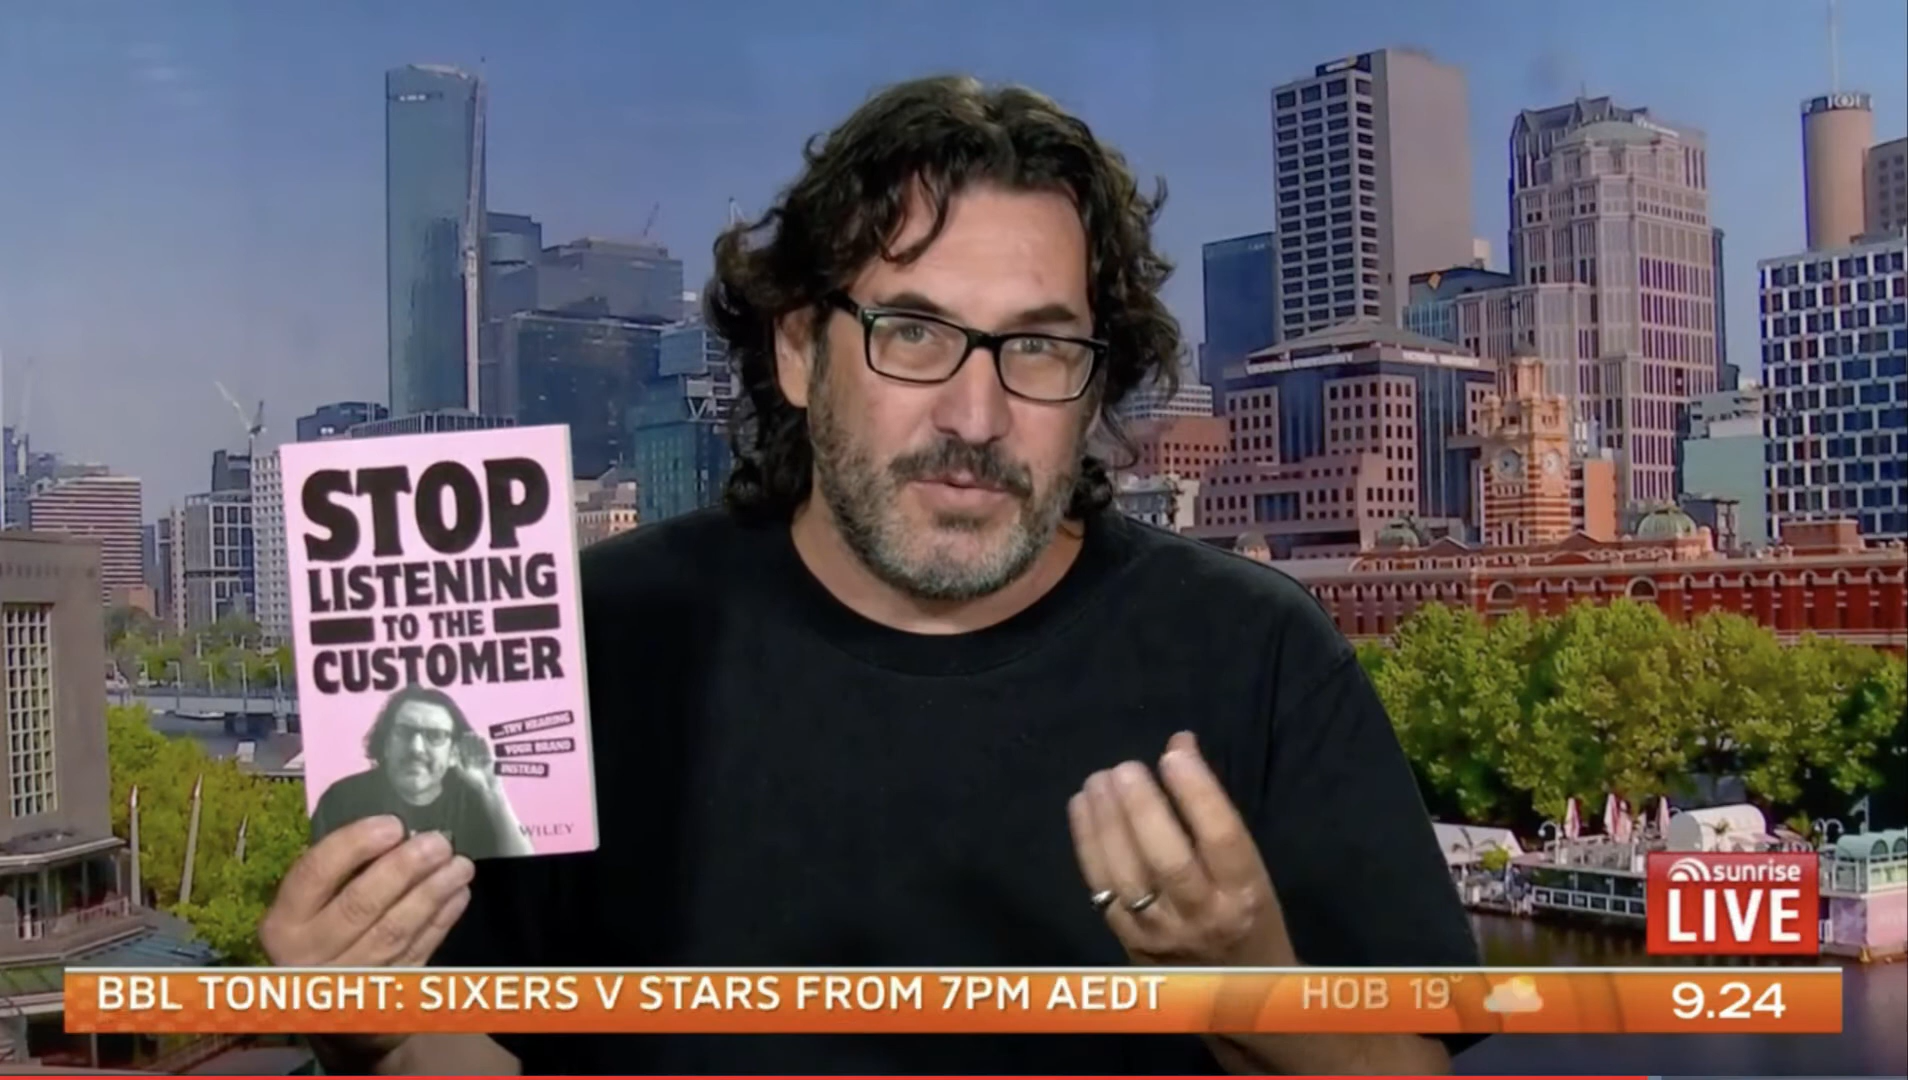 STOP
LISTENING
TO THE
CUSTOMER
...TRY HEARING
YOUR BRAND
INSTEAD
WILEY
sunrise
LIVE
BBL TONIGHT: SIXERS V STARS FROM 7PM AEDT
HOB 19°
9.24